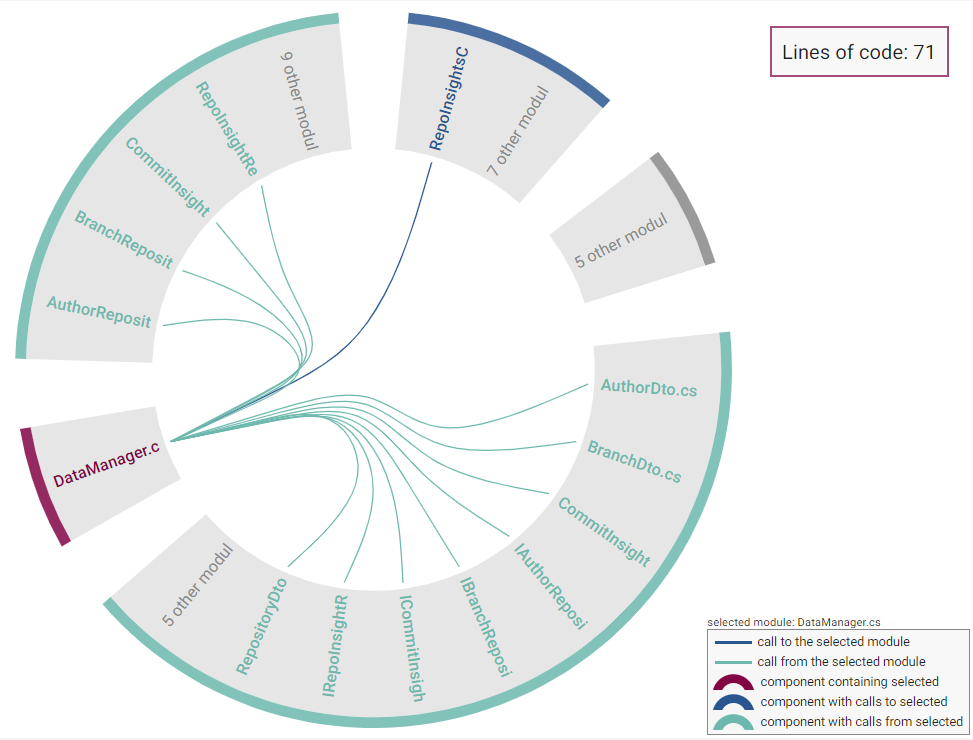 Lines of code: 71
9 other modul
RepoInsightRe
CommitInsight
BranchReposit
AuthorReposit
RepoInsightsC
7 other modul
5 other modul
AuthorDto.cs
BranchDto.cs
CommitInsight
IAuthorReposi
IBranchReposi
ICommitInsigh
IRepoInsightR
RepositoryDto
5 other modul
DataManager.c
selected module: DataManager.cs
call to the selected module
call from the selected module
component containing selected
component with calls to selected
component with calls from selected